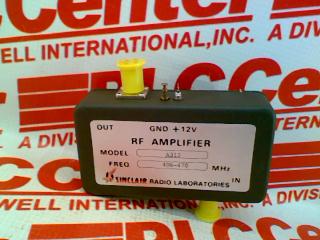 PLCCenter
WELL INTERNATIONAL, INC. A DIVIS
OUT GND +12V
RF AMPLIFIER
MODEL A312
FREQ 406-470 MHz
SINCLAIR RADIO LABORATORIES IN